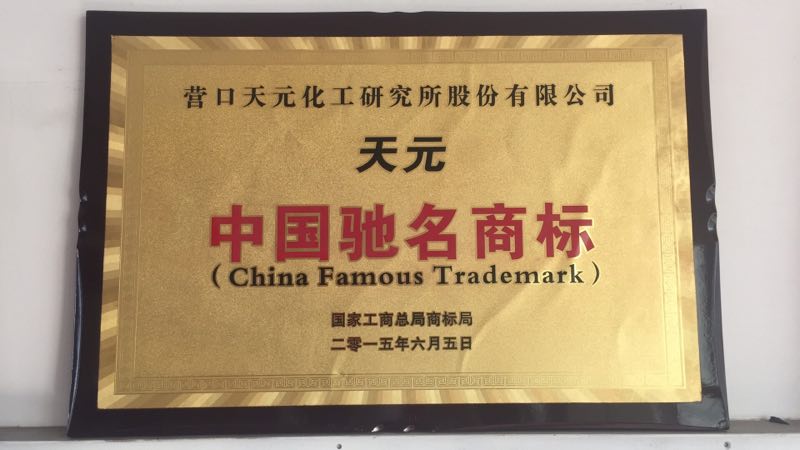 营口天元化工研究所股份有限公司
天元
中国驰名商标
（China Famous Trademark）
国家工商总局商标局
二零一五年六月五日